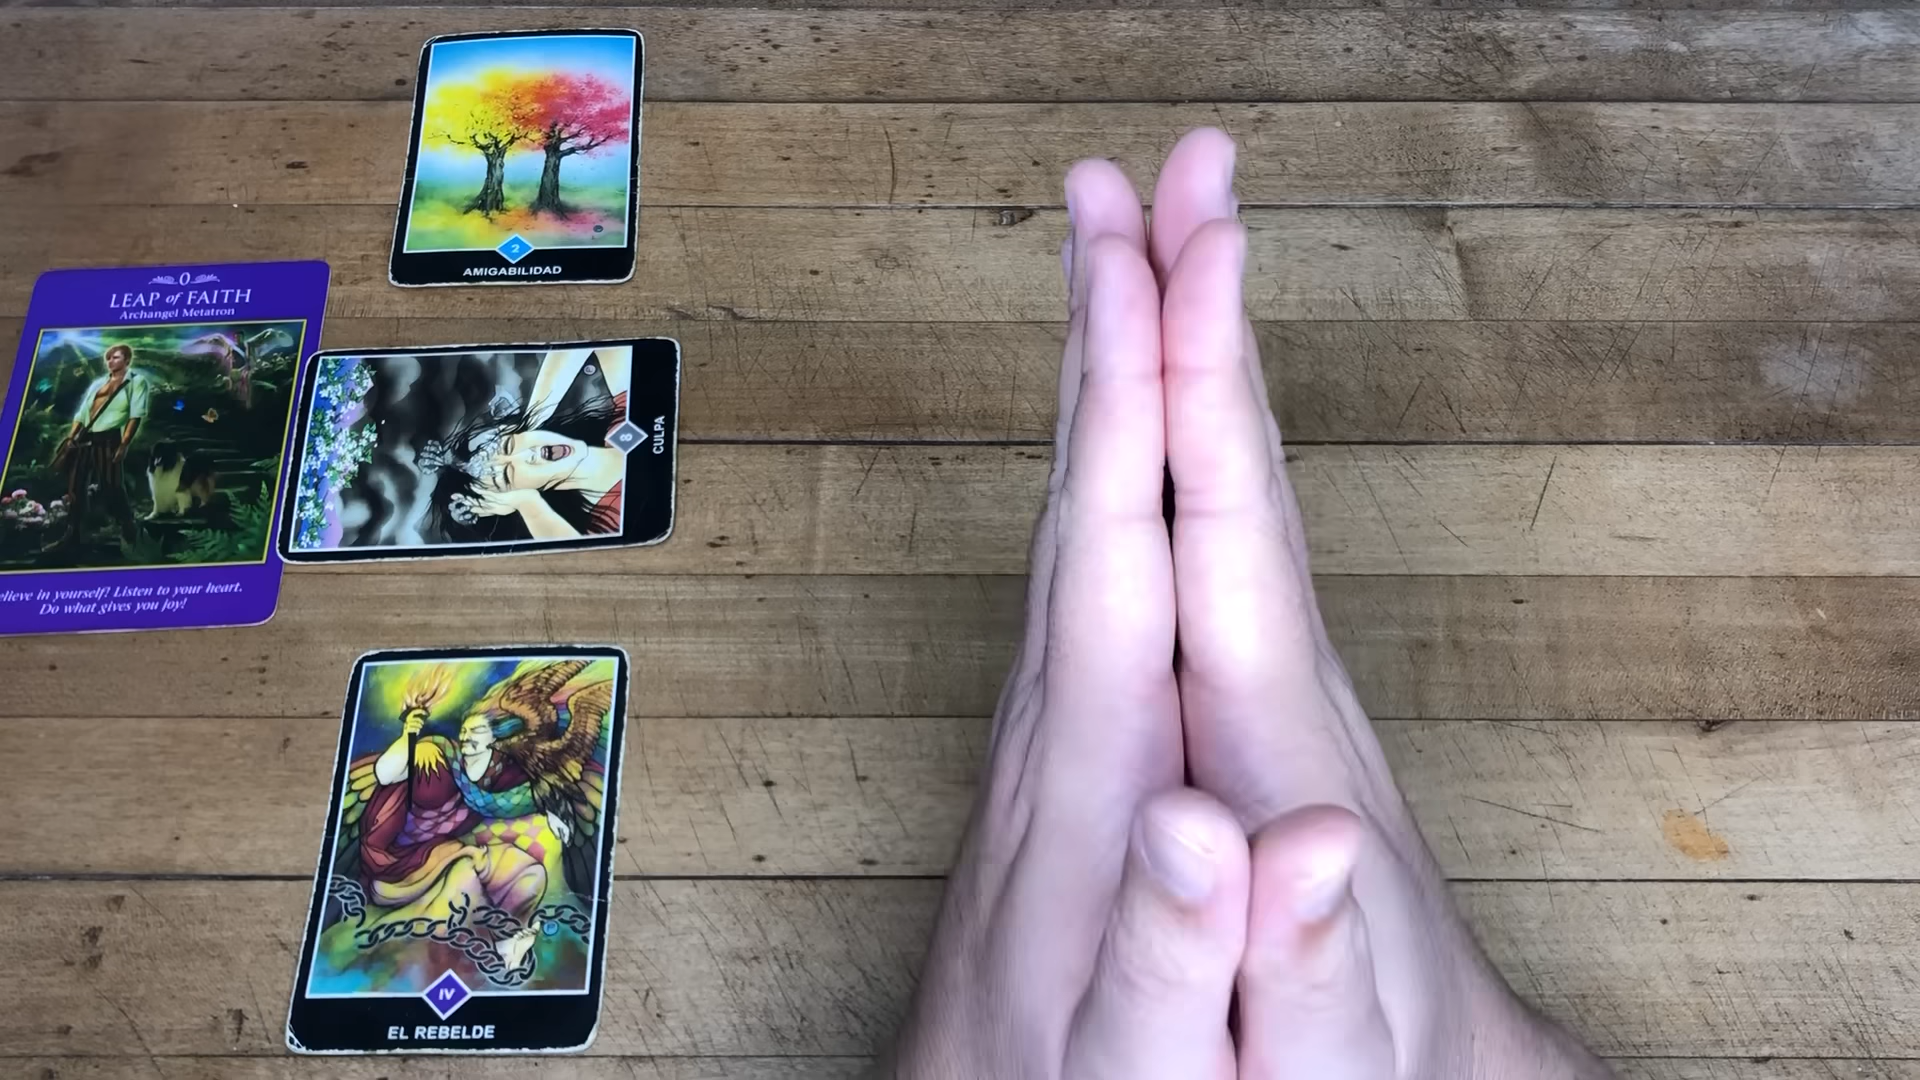 2
AMIGABILIDAD
0
LEAP of FAITH
Archangel Metatron
elieve in yourself! Listen to your heart.
Do what gives you joy!
8
CULPA
IV
EL REBELDE